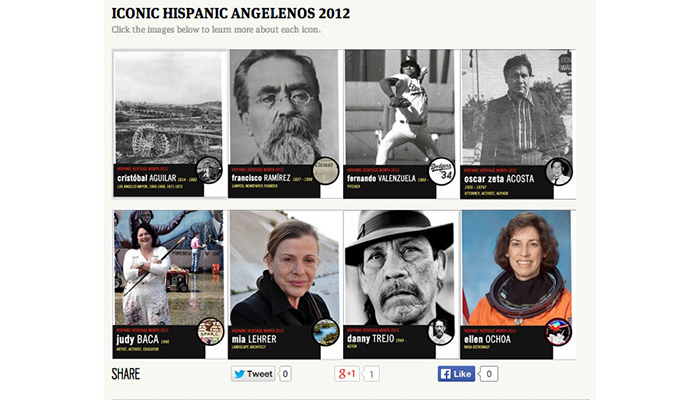 ICONIC HISPANIC ANGELENOS 2012
Click the images below to learn more about each icon.
HISPANIC HERITAGE MONTH 2012
cristóbal AGUILAR
LOS ANGELES MAYOR, 1866-1868, 1871-1872
HISPANIC HERITAGE MONTH 2012
francisco RAMÍREZ 1837 - 1908
LAWYER, NEWSPAPER FOUNDER
HISPANIC HERITAGE MONTH 2012
fernando VALENZUELA 1960 -
PITCHER
Dodgers
34
HISPANIC HERITAGE MONTH 2012
oscar zeta ACOSTA
1935 - 1974?
ATTORNEY, ACTIVIST, AUTHOR
HISPANIC HERITAGE MONTH 2012
judy BACA 1946
ARTIST, ACTIVIST, EDUCATOR
HISPANIC HERITAGE MONTH 2012
mia LEHRER
LANDSCAPE ARCHITECT
HISPANIC HERITAGE MONTH 2012
danny TREJO 1944 -
ACTOR
HISPANIC HERITAGE MONTH 2012
ellen OCHOA
NASA ASTRONAUT
SHARE
Tweet 0
g +1 1
f Like 0